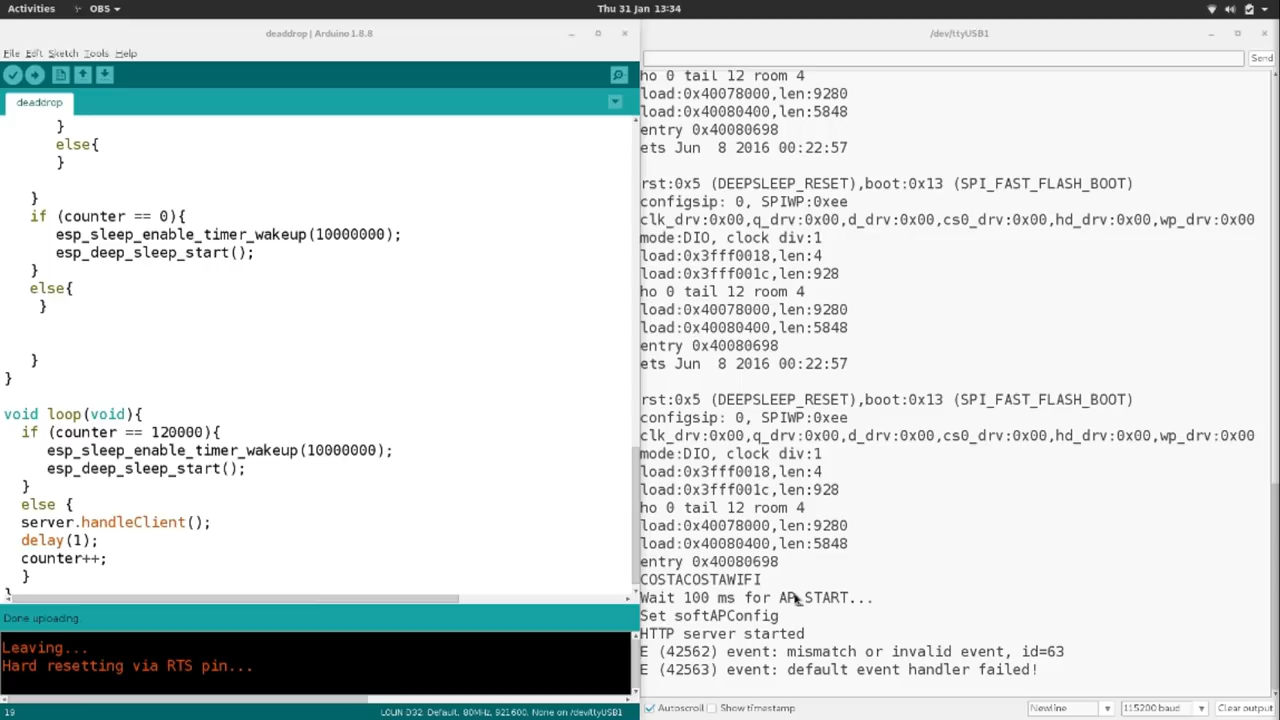 Activities OBS Thu 31 Jan 13:34
deaddrop | Arduino 1.8.8
File Edit Sketch Tools Help
deaddrop
}
else{
}
}
if (counter == 0){
esp_sleep_enable_timer_wakeup(10000000);
esp_deep_sleep_start();
}
else{
}
}
}
void loop(void){
if (counter == 120000){
esp_sleep_enable_timer_wakeup(10000000);
esp_deep_sleep_start();
}
else {
server.handleClient();
delay(1);
counter++;
}
Done uploading.
Leaving...
Hard resetting via RTS pin...
19 LOLIN D32, Default, 80MHz, 921600, None on /dev/ttyUSB1
/dev/ttyUSB1
Send
ho 0 tail 12 room 4
load:0x40078000,len:9280
load:0x40080400,len:5848
entry 0x40080698
ets Jun  8 2016 00:22:57
rst:0x5 (DEEPSLEEP_RESET),boot:0x13 (SPI_FAST_FLASH_BOOT)
configsip: 0, SPIWP:0xee
clk_drv:0x00,q_drv:0x00,d_drv:0x00,cs0_drv:0x00,hd_drv:0x00,wp_drv:0x00
mode:DIO, clock div:1
load:0x3fff0018,len:4
load:0x3fff001c,len:928
ho 0 tail 12 room 4
load:0x40078000,len:9280
load:0x40080400,len:5848
entry 0x40080698
ets Jun  8 2016 00:22:57
rst:0x5 (DEEPSLEEP_RESET),boot:0x13 (SPI_FAST_FLASH_BOOT)
configsip: 0, SPIWP:0xee
clk_drv:0x00,q_drv:0x00,d_drv:0x00,cs0_drv:0x00,hd_drv:0x00,wp_drv:0x00
mode:DIO, clock div:1
load:0x3fff0018,len:4
load:0x3fff001c,len:928
ho 0 tail 12 room 4
load:0x40078000,len:9280
load:0x40080400,len:5848
entry 0x40080698
COSTACOSTAWIFI
Wait 100 ms for AP_START...
Set softAPConfig
HTTP server started
E (42562) event: mismatch or invalid event, id=63
E (42563) event: default event handler failed!
Autoscroll Show timestamp Newline 115200 baud Clear output